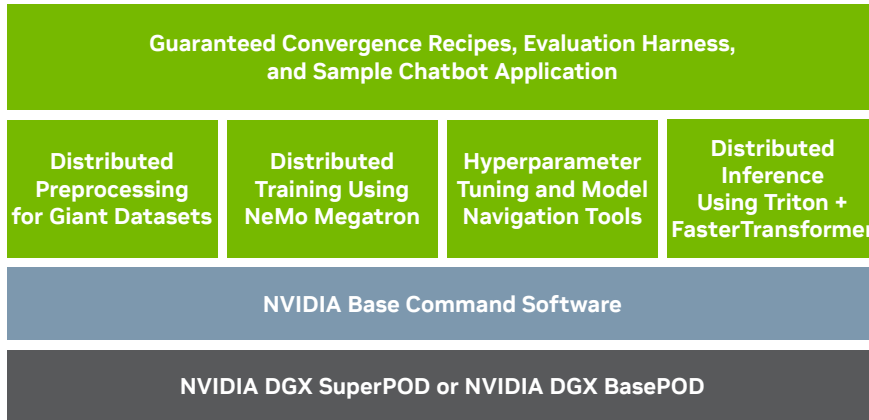 Guaranteed Convergence Recipes, Evaluation Harness,
and Sample Chatbot Application
Distributed
Preprocessing
for Giant Datasets
Distributed
Training Using
NeMo Megatron
Hyperparameter
Tuning and Model
Navigation Tools
Distributed
Inference
Using Triton +
FasterTransformer
NVIDIA Base Command Software
NVIDIA DGX SuperPOD or NVIDIA DGX BasePOD